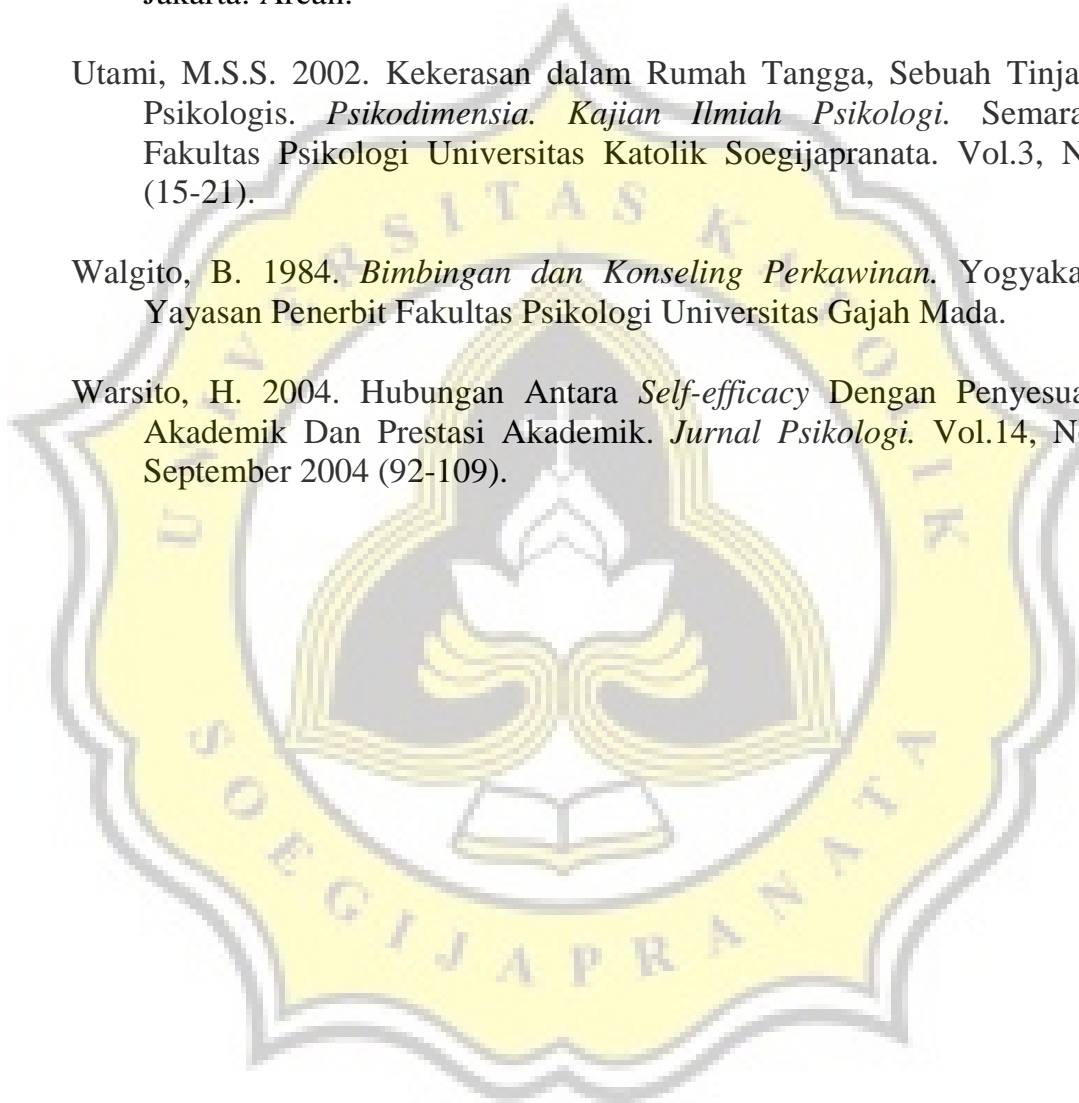 Jakarta: Arcan.
Utami, M.S.S. 2002. Kekerasan dalam Rumah Tangga, Sebuah Tinja
Psikologis. Psikodimensia. Kajian Ilmiah Psikologi. Semara
Fakultas Psikologi Universitas Katolik Soegijapranata. Vol.3, N
(15-21).
Walgito, B. 1984. Bimbingan dan Konseling Perkawinan. Yogyaka
Yayasan Penerbit Fakultas Psikologi Universitas Gajah Mada.
Warsito, H. 2004. Hubungan Antara Self-efficacy Dengan Penyesua
Akademik Dan Prestasi Akademik. Jurnal Psikologi. Vol.14, N
September 2004 (92-109).
UNIVERSITAS KATOLIK
SOEGIJAPRANATA